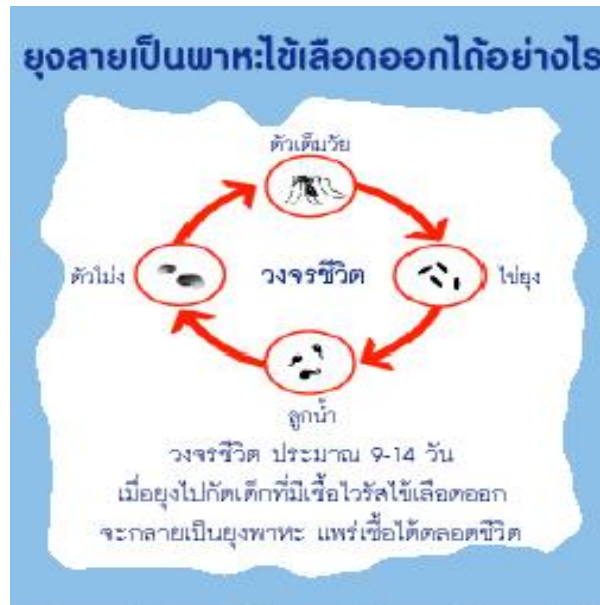 ยุงลายเป็นพาหะไข้เลือดออกได้อย่างไร
ตัวเต็มวัย
ตัวโม่ง
วงจรชีวิต
ไข่ยุง
ลูกน้ำ
วงจรชีวิต ประมาณ 9-14 วัน
เมื่อยุงไปกัดเด็กที่มีเชื้อไวรัสไข้เลือดออก
จะกลายเป็นยุงพาหะ แพร่เชื้อได้ตลอดชีวิต